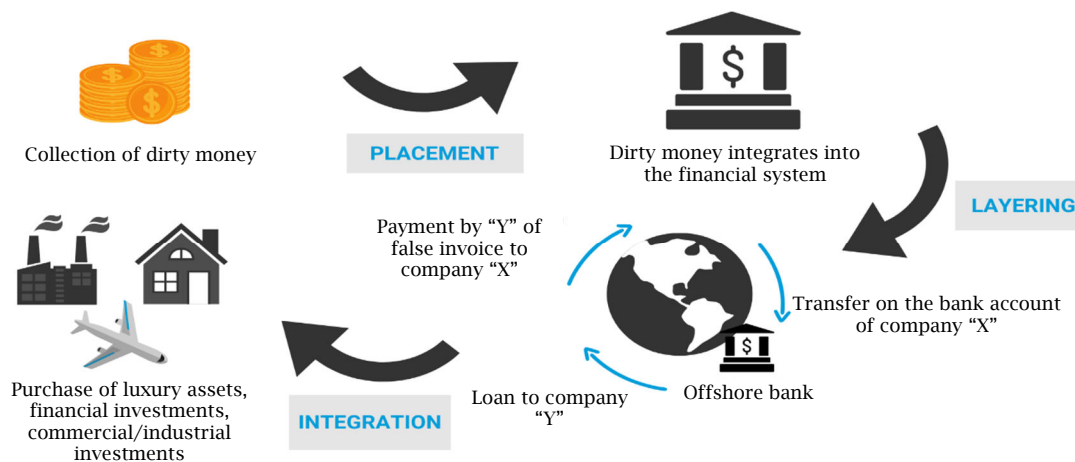 Collection of dirty money
PLACEMENT
Dirty money integrates into
the financial system
LAYERING
Payment by “Y” of
false invoice to
company “X”
Transfer on the bank account
of company “X”
Offshore bank
Loan to company
“Y”
INTEGRATION
Purchase of luxury assets,
financial investments,
commercial/industrial
investments